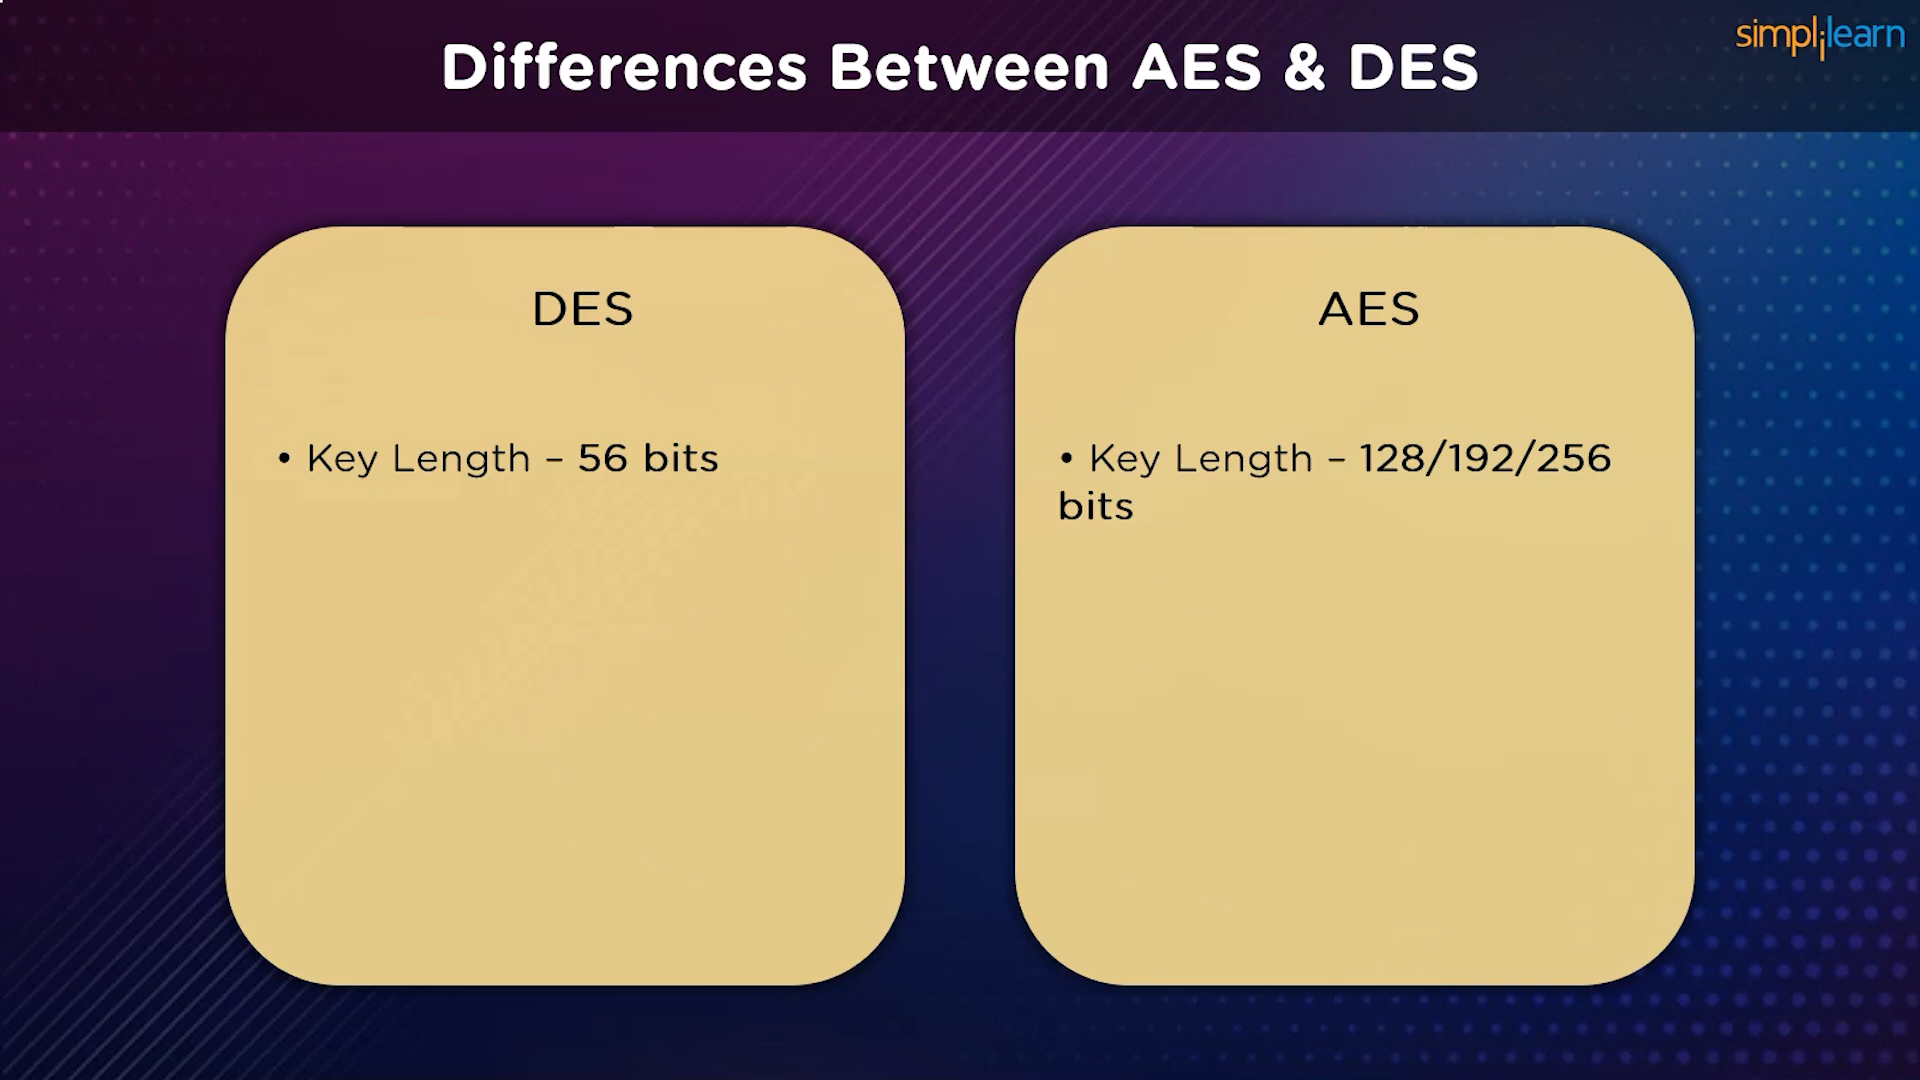 Differences Between AES & DES
simplilearn
DES
• Key Length – 56 bits
AES
• Key Length – 128/192/256
bits